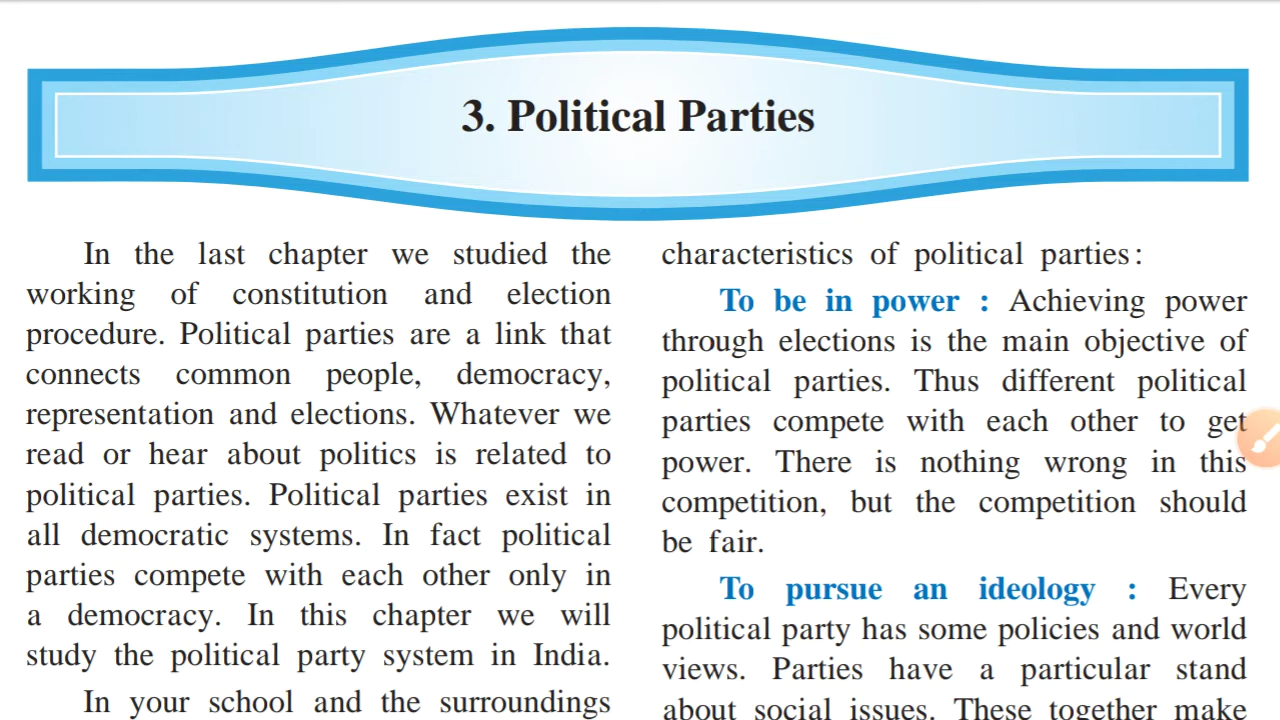 3. Political Parties
In the last chapter we studied the
working of constitution and election
procedure. Political parties are a link that
connects common people, democracy,
representation and elections. Whatever we
read or hear about politics is related to
political parties. Political parties exist in
all democratic systems. In fact political
parties compete with each other only in
a democracy. In this chapter we will
study the political party system in India.
In your school and the surroundings
characteristics of political parties :
To be in power : Achieving power
through elections is the main objective of
political parties. Thus different political
parties compete with each other to get
power. There is nothing wrong in this
competition, but the competition should
be fair.
To pursue an ideology : Every
political party has some policies and world
views. Parties have a particular stand
about social issues. These together make